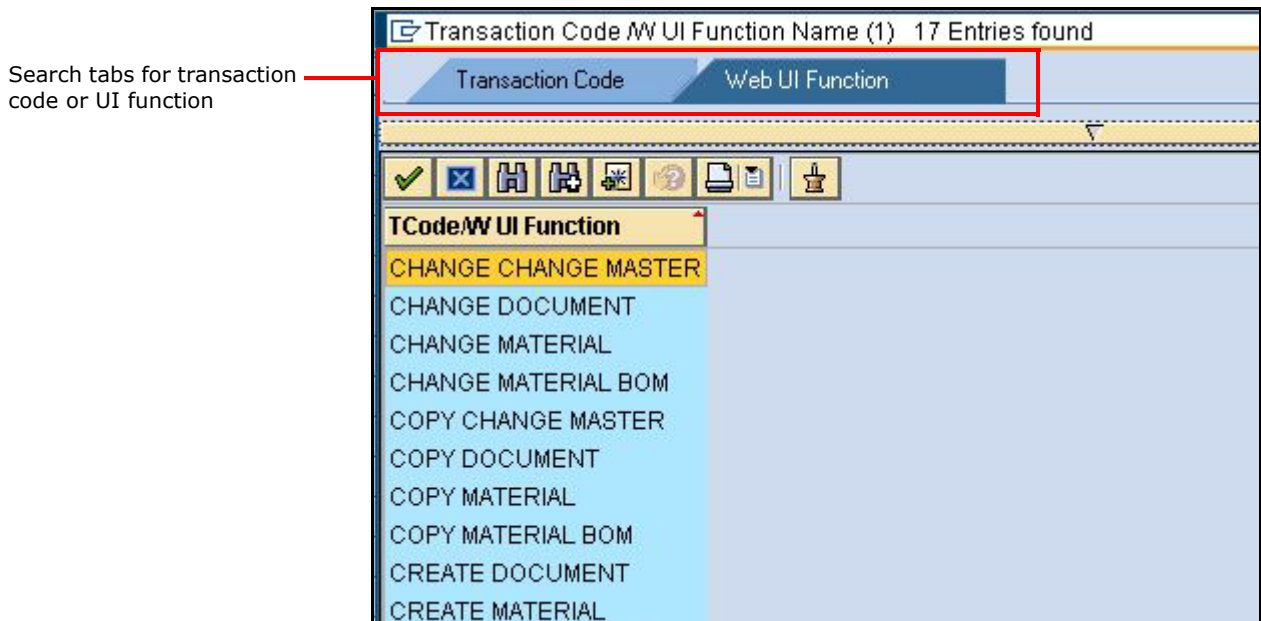 Transaction Code /W UI Function Name (1) 17 Entries found
Search tabs for transaction
code or UI function
Transaction Code
Web UI Function
TCode/W UI Function
CHANGE CHANGE MASTER
CHANGE DOCUMENT
CHANGE MATERIAL
CHANGE MATERIAL BOM
COPY CHANGE MASTER
COPY DOCUMENT
COPY MATERIAL
COPY MATERIAL BOM
CREATE DOCUMENT
CREATE MATERIAL